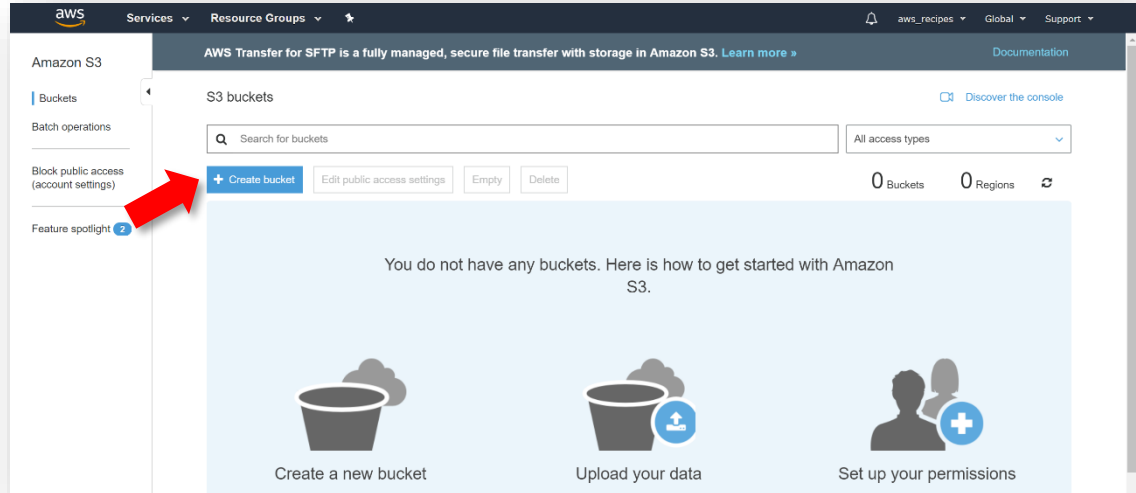 aws Services Resource Groups aws_recipes Global Support
Amazon S3
Buckets
Batch operations
Block public access
(account settings)
Feature spotlight 2
AWS Transfer for SFTP is a fully managed, secure file transfer with storage in Amazon S3. Learn more » Documentation
S3 buckets Discover the console
Search for buckets All access types
+ Create bucket Edit public access settings Empty Delete 0 Buckets 0 Regions
You do not have any buckets. Here is how to get started with Amazon
S3.
Create a new bucket Upload your data Set up your permissions